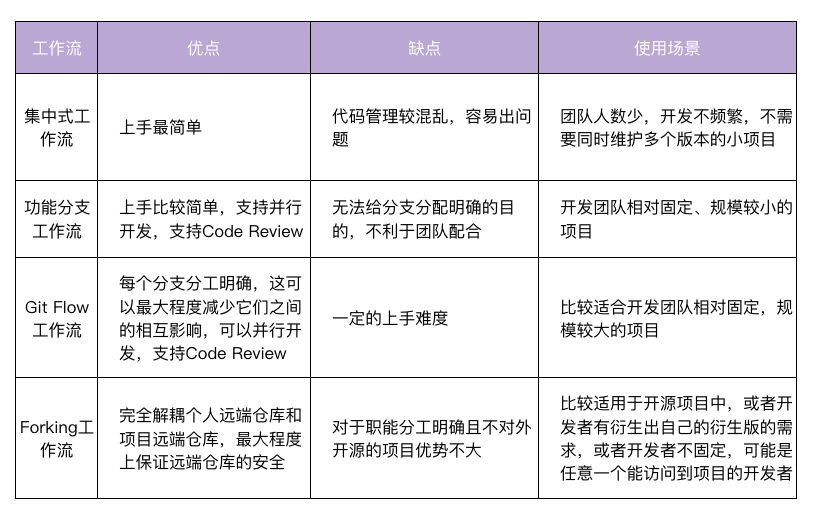 工作流
优点
缺点
使用场景
集中式工
作流
上手最简单
代码管理较混乱，容易出问
题
团队人数少，开发不频繁，不需
要同时维护多个版本的小项目
功能分支
工作流
上手比较简单，支持并行
开发，支持Code Review
无法给分支分配明确的目
的，不利于团队配合
开发团队相对固定、规模较小的
项目
Git Flow
工作流
每个分支分工明确，这可
以最大程度减少它们之间
的相互影响，可以并行开
发，支持Code Review
一定的上手难度
比较适合开发团队相对固定，规
模较大的项目
Forking工
作流
完全解耦个人远端仓库和
项目远端仓库，最大程度
上保证远端仓库的安全
对于职能分工明确且不对外
开源的项目优势不大
比较适用于开源项目中，或者开
发者有衍生出自己的衍生版的需
求，或者开发者不固定，可能是
任意一个能访问到项目的开发者